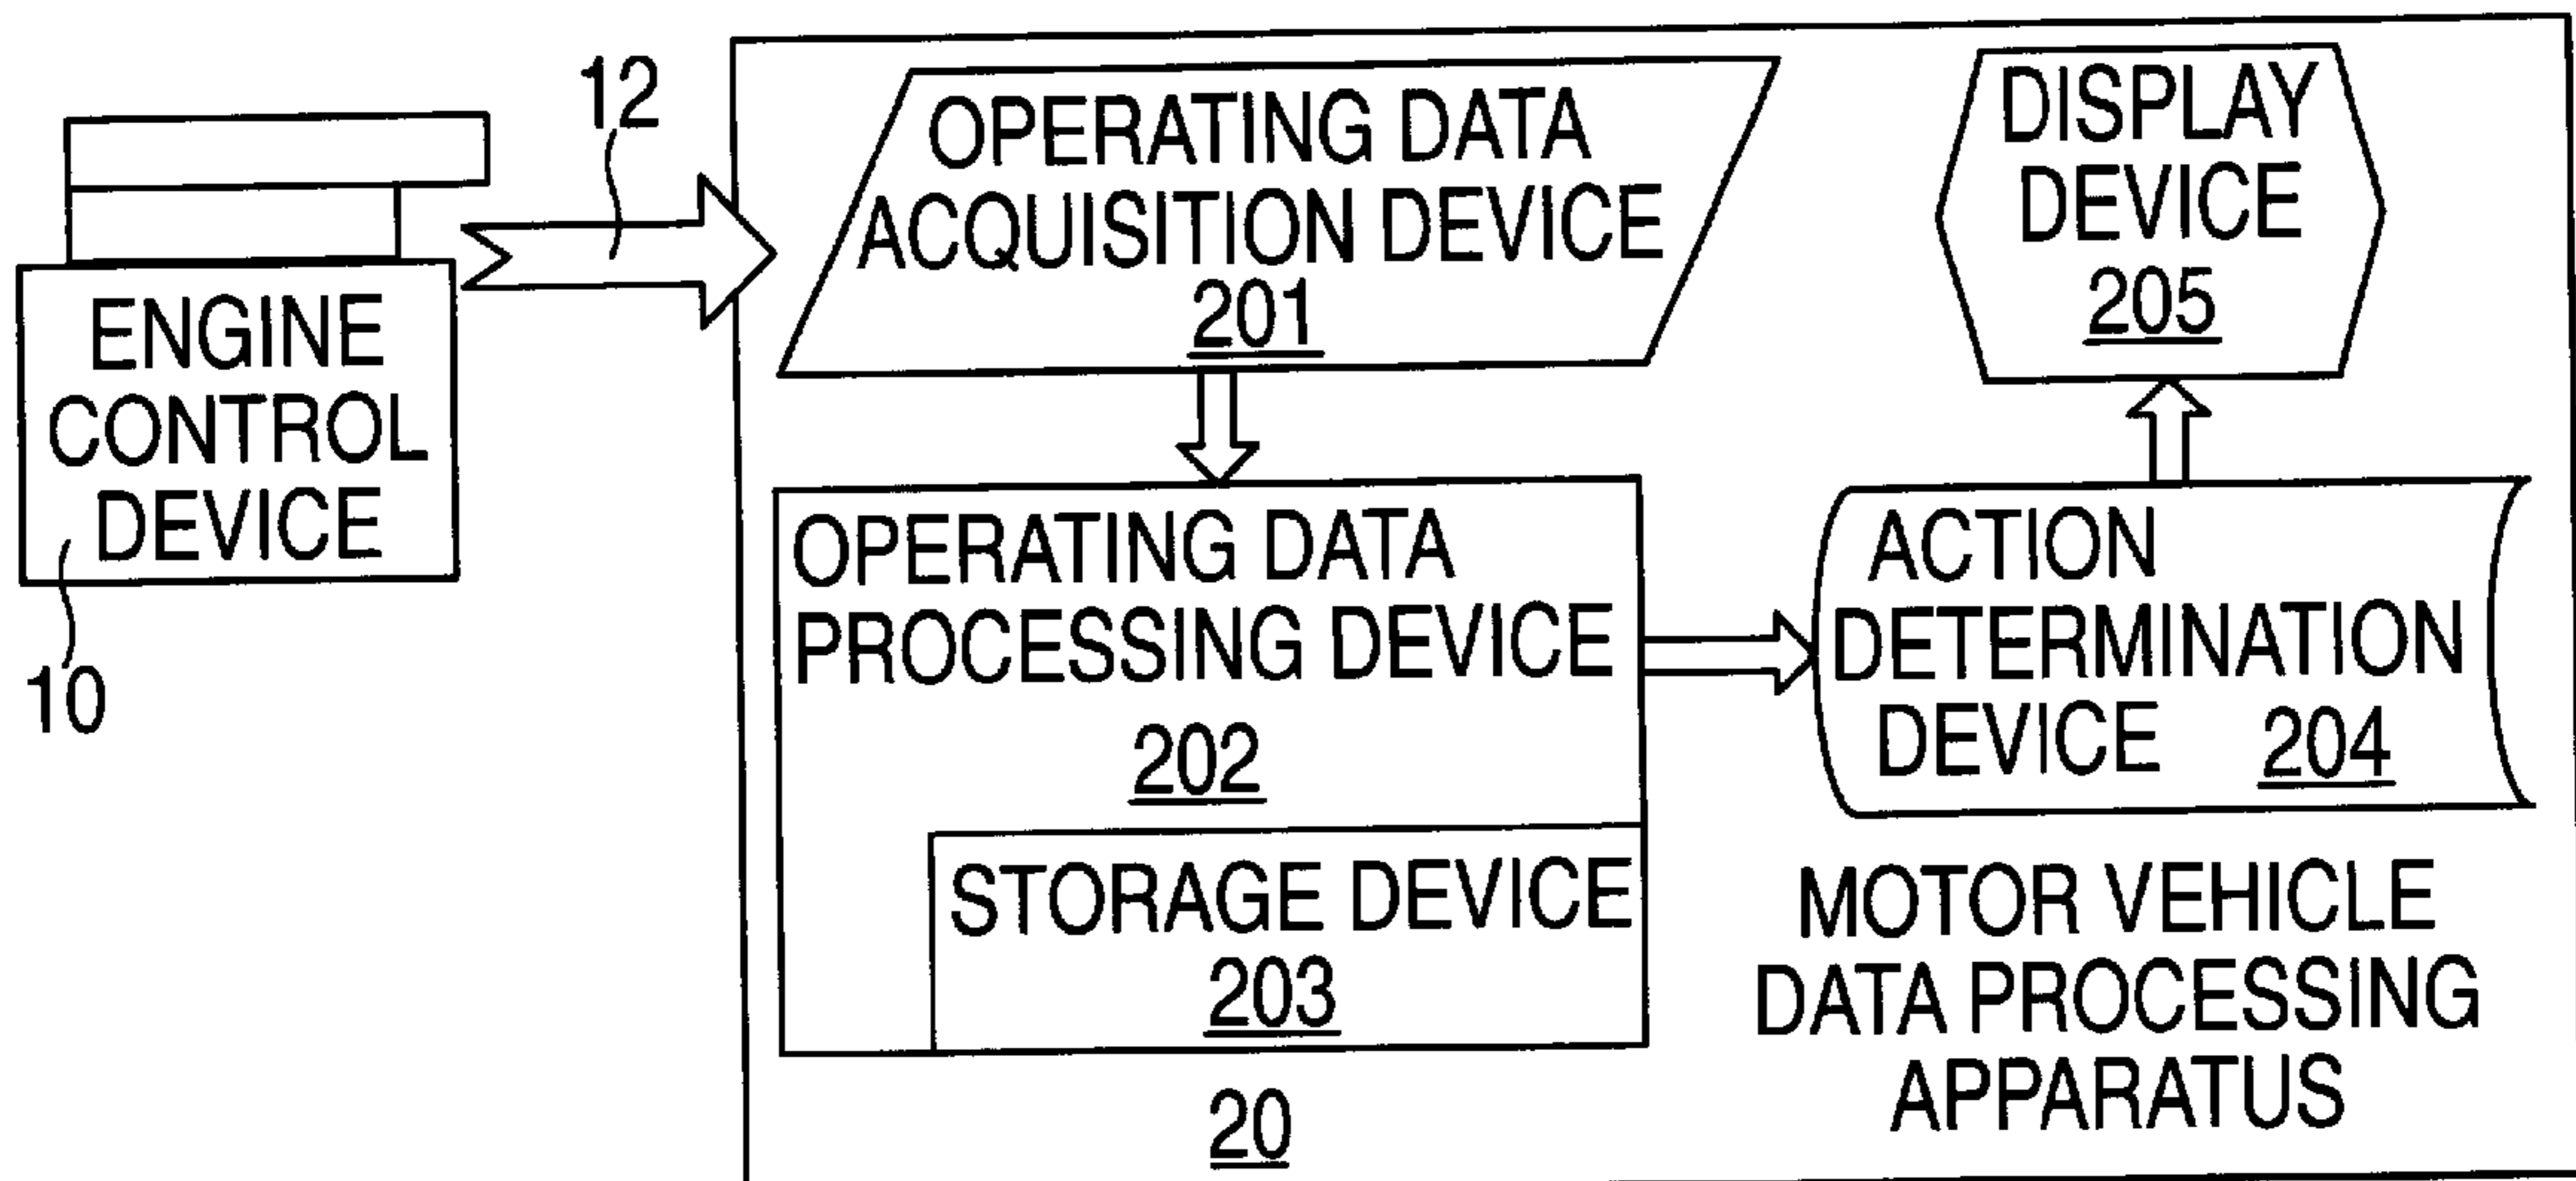 12
ENGINE
CONTROL
DEVICE
10
OPERATING DATA
ACQUISITION DEVICE
201
DISPLAY
DEVICE
205
OPERATING DATA
PROCESSING DEVICE
202
STORAGE DEVICE
203
ACTION
DETERMINATION
DEVICE 204
MOTOR VEHICLE
DATA PROCESSING
APPARATUS
20